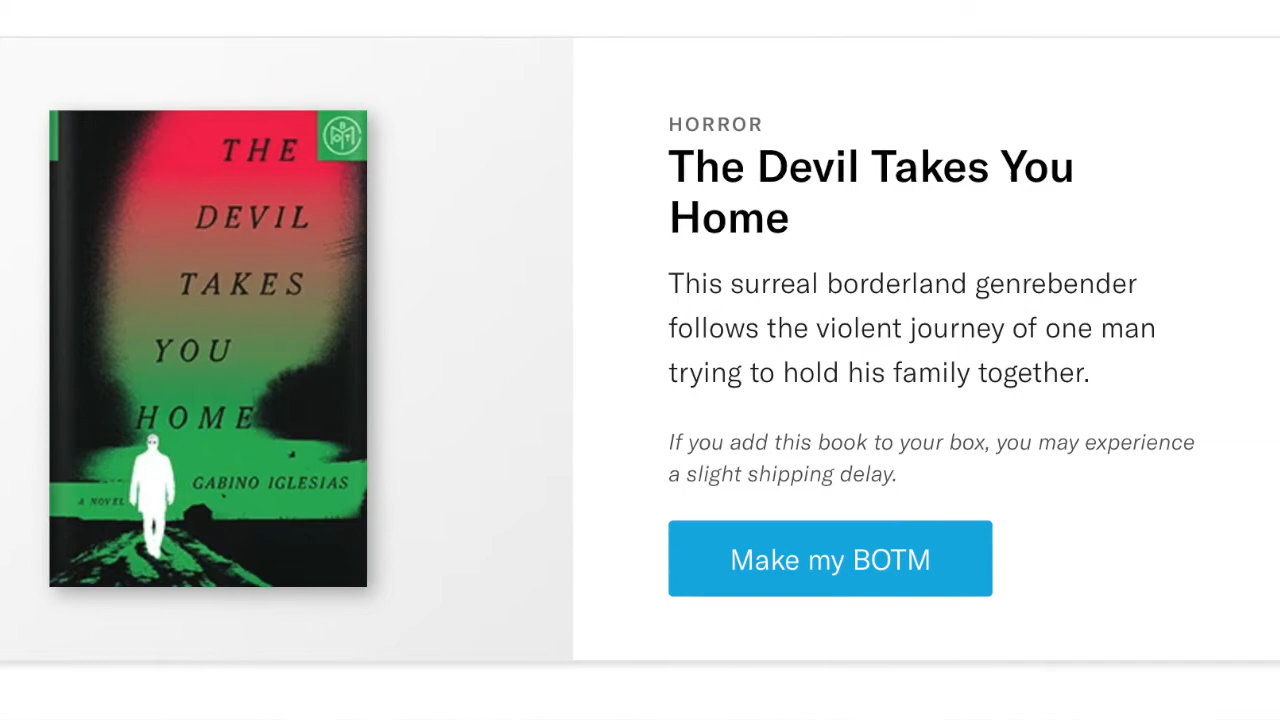 THE
DEVIL
TAKES
YOU
HOME
GABINO IGLESIAS
A NOVEL
BOTM
HORROR
The Devil Takes You
Home
This surreal borderland genrebender
follows the violent journey of one man
trying to hold his family together.
If you add this book to your box, you may experience
a slight shipping delay.
Make my BOTM